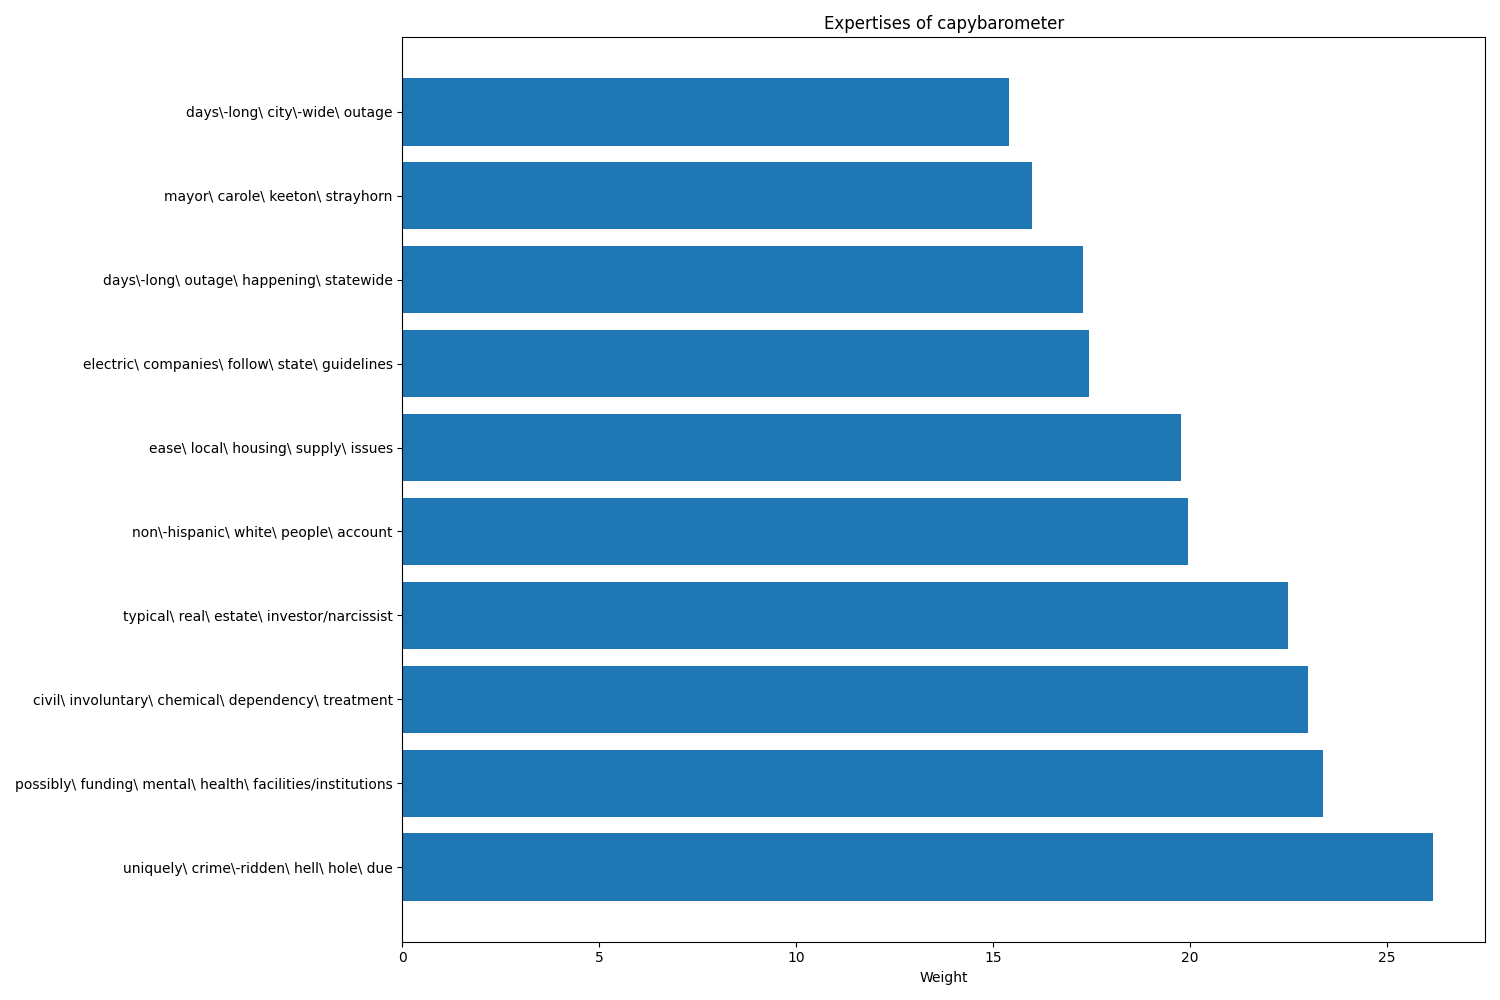 Expertises of capybarometer
days\-long\ city\-wide\ outage
mayor\ carole\ keeton\ strayhorn
days\-long\ outage\ happening\ statewide
electric\ companies\ follow\ state\ guidelines
ease\ local\ housing\ supply\ issues
non\-hispanic\ white\ people\ account
typical\ real\ estate\ investor/narcissist
civil\ involuntary\ chemical\ dependency\ treatment
possibly\ funding\ mental\ health\ facilities/institutions
uniquely\ crime\-ridden\ hell\ hole\ due
0 5 10 15 20 25
Weight